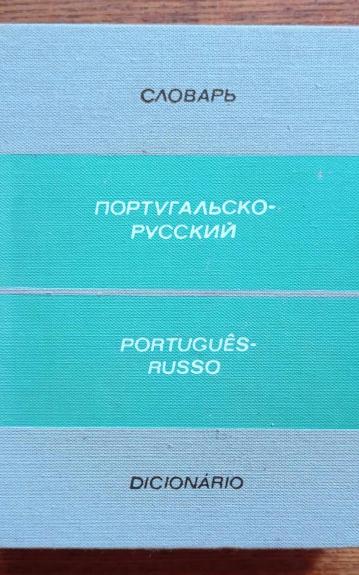 СЛОВАРЬ
ПОРТУГАЛЬСКО-
РУССКИЙ
PORTUGUÊS-
RUSSO
DICIONÁRIO